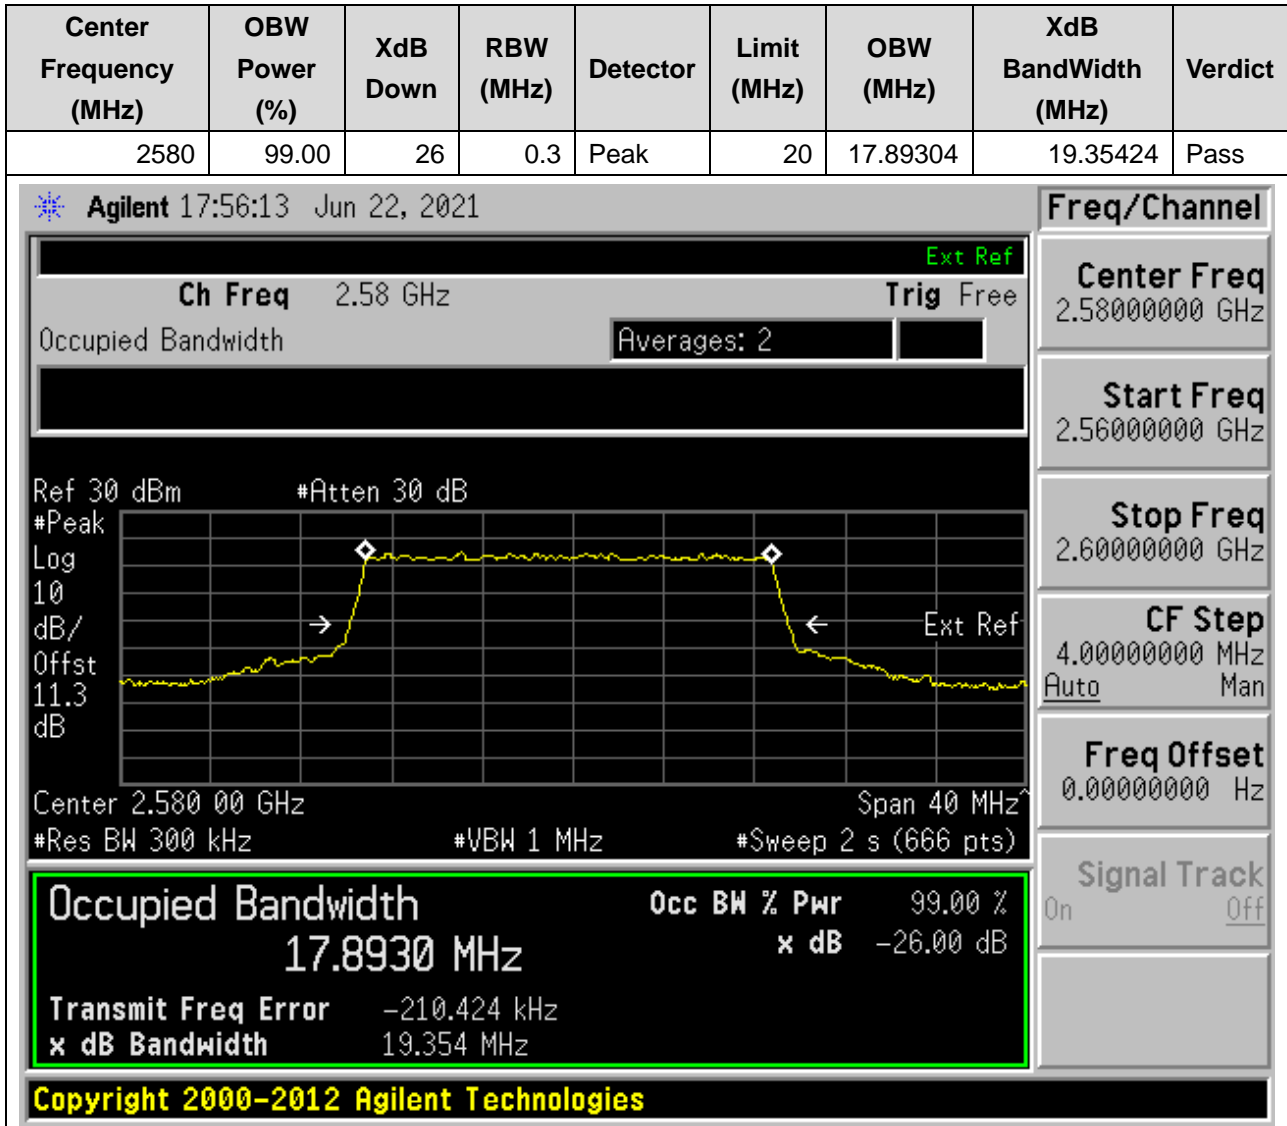 Center Frequency (MHz) OBW Power (%) XdB Down RBW (MHz) Detector Limit (MHz) OBW (MHz) XdB BandWidth (MHz) Verdict
2580 99.00 26 0.3 Peak 20 17.89304 19.35424 Pass
Agilent 17:56:13 Jun 22, 2021
Ext Ref
Ch Freq 2.58 GHz Trig Free
Occupied Bandwidth Averages: 2
Ref 30 dBm #Atten 30 dB
#Peak
Log
10
dB/
Offst
11.3
dB
Ext Ref
Center 2.580 00 GHz Span 40 MHz^
#Res BW 300 kHz #VBW 1 MHz #Sweep 2 s (666 pts)
Occupied Bandwidth Occ BW % Pwr 99.00 %
17.8930 MHz x dB -26.00 dB
Transmit Freq Error -210.424 kHz
x dB Bandwidth 19.354 MHz
Freq/Channel
Center Freq
2.58000000 GHz
Start Freq
2.56000000 GHz
Stop Freq
2.60000000 GHz
CF Step
4.00000000 MHz
Auto Man
Freq Offset
0.00000000 Hz
Signal Track
On Off
Copyright 2000-2012 Agilent Technologies